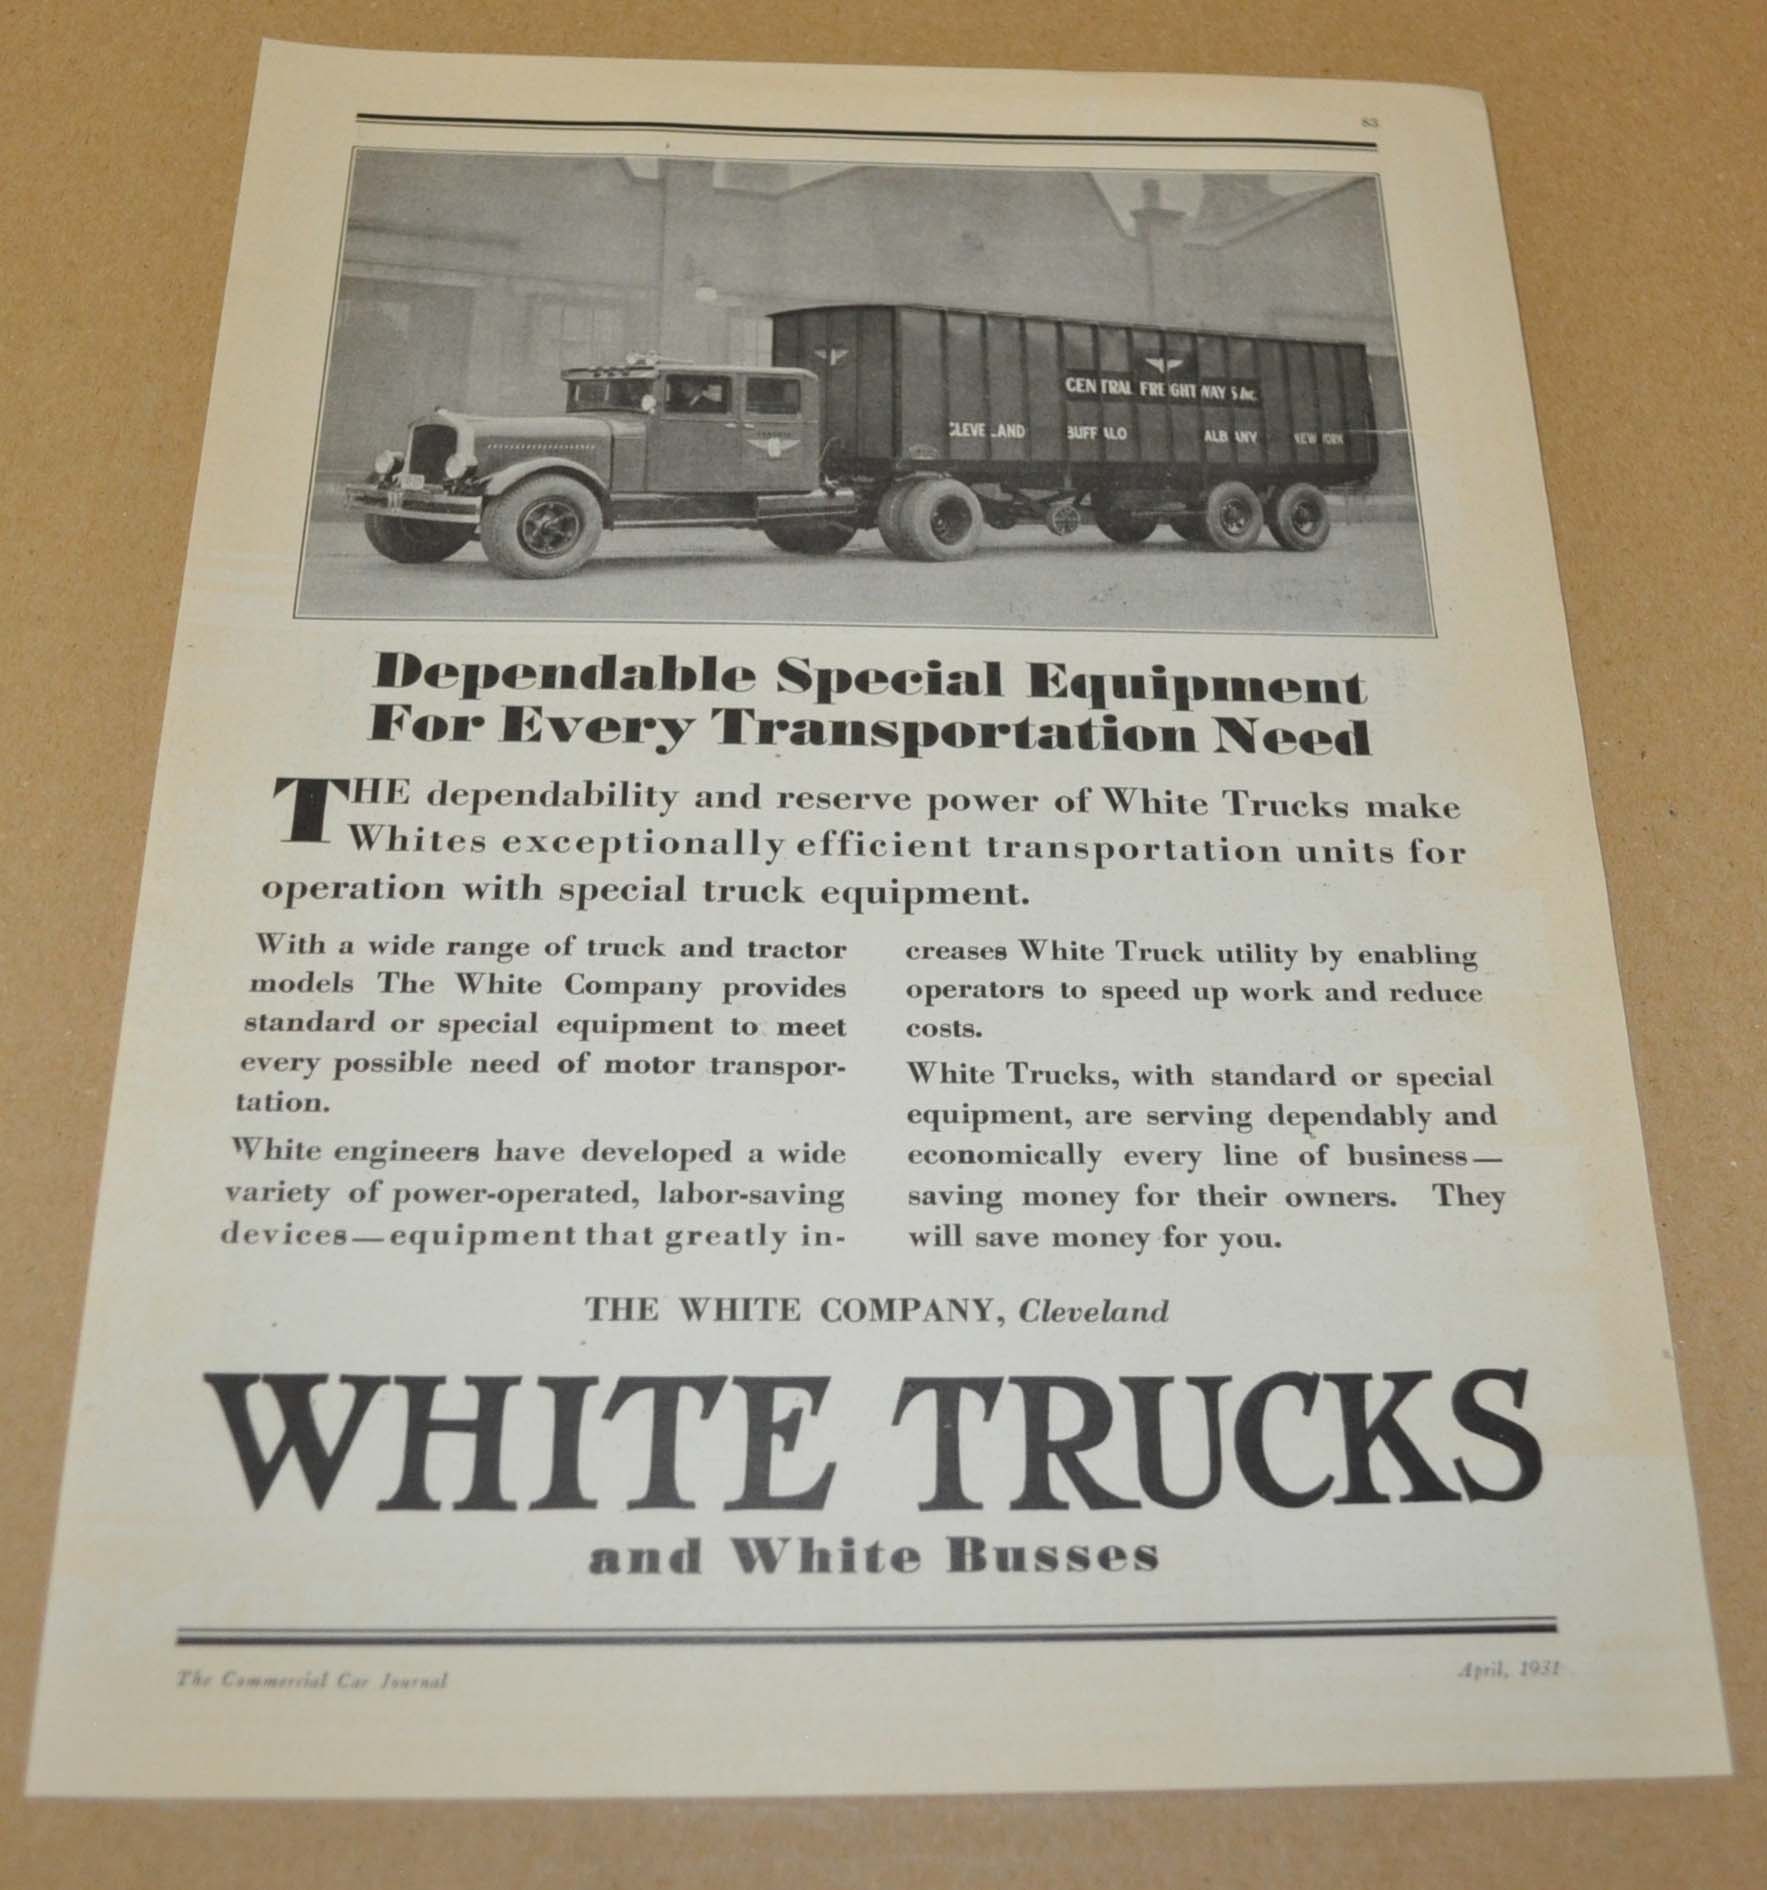 83
CENTRAL FREIGHTWAYS Inc.
CLEVELAND BUFFALO ALBANY NEW YORK
Dependable Special Equipment
For Every Transportation Need
THE dependability and reserve power of White Trucks make
Whites exceptionally efficient transportation units for
operation with special truck equipment.
With a wide range of truck and tractor
models The White Company provides
standard or special equipment to meet
every possible need of motor transpor-
tation.
White engineers have developed a wide
variety of power-operated, labor-saving
devices—equipment that greatly in-
creases White Truck utility by enabling
operators to speed up work and reduce
costs.
White Trucks, with standard or special
equipment, are serving dependably and
economically every line of business—
saving money for their owners. They
will save money for you.
THE WHITE COMPANY, Cleveland
WHITE TRUCKS
and White Busses
The Commercial Car Journal
April, 1931